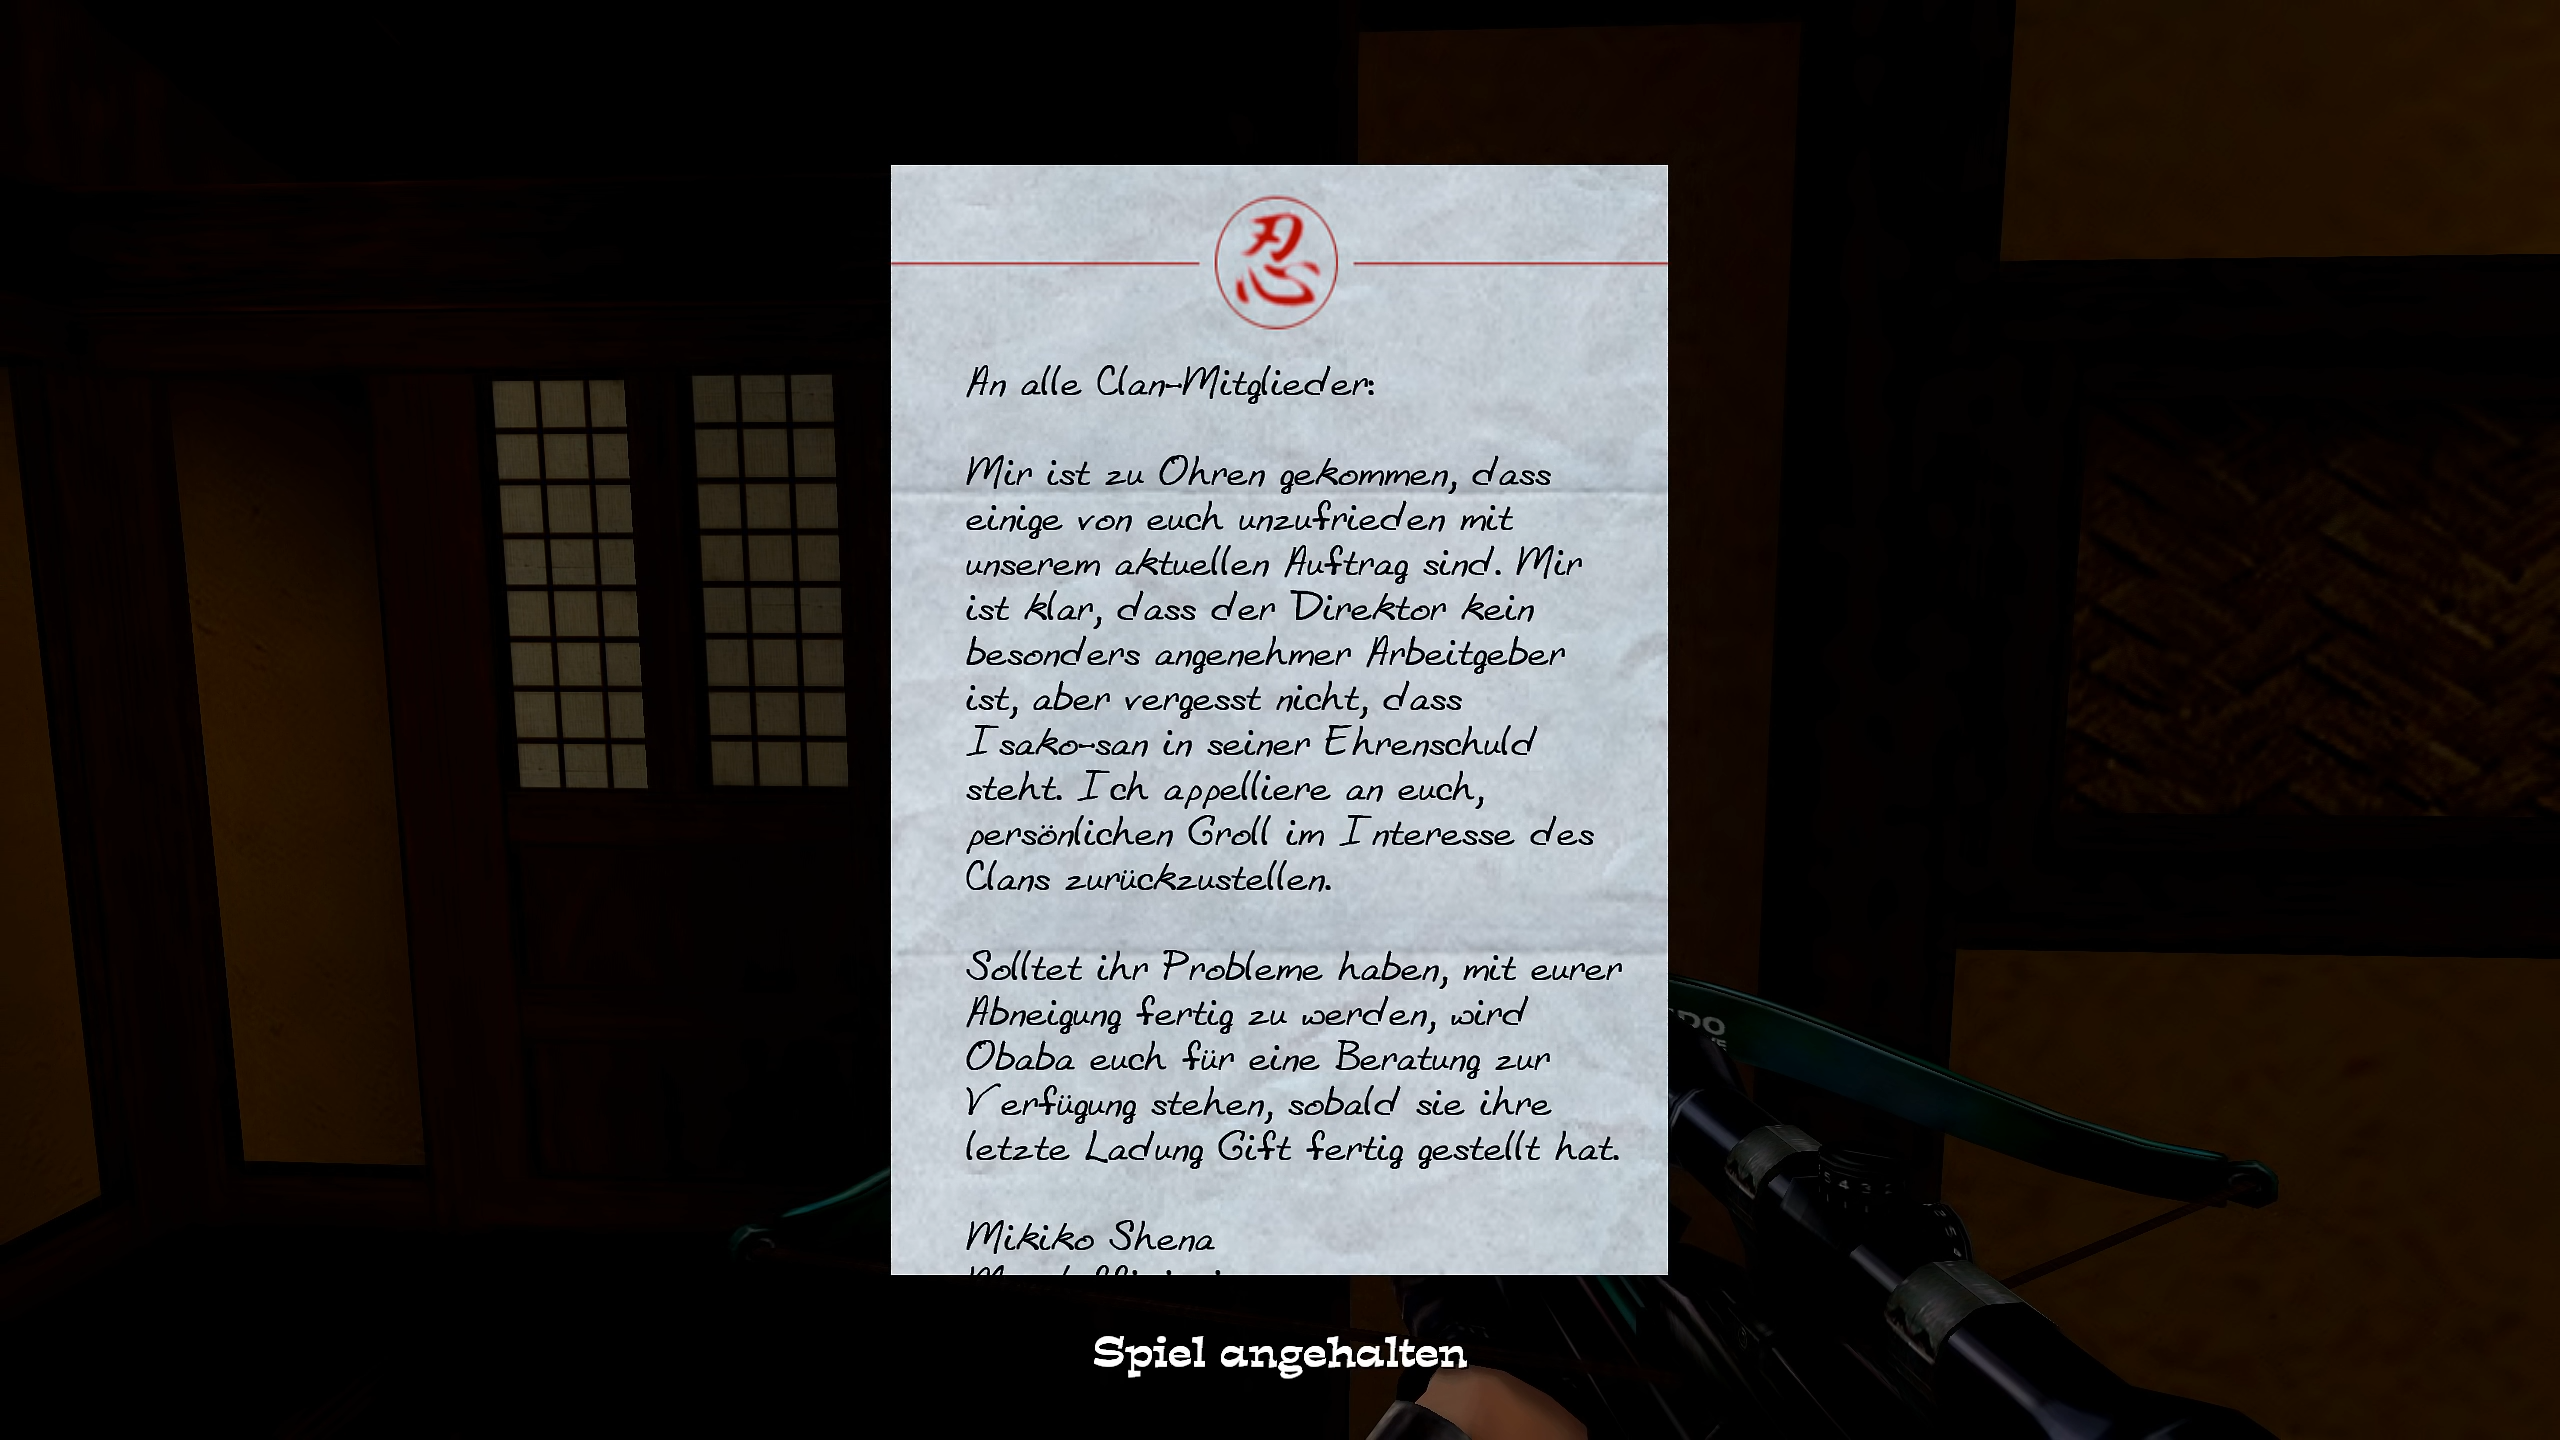 忍
An alle Clan-Mitglieder:
Mir ist zu Ohren gekommen, dass
einige von euch unzufrieden mit
unserem aktuellen Auftrag sind. Mir
ist klar, dass der Direktor kein
besonders angenehmer Arbeitgeber
ist, aber vergesst nicht, dass
Isako-san in seiner Ehrenschuld
steht. Ich appelliere an euch,
persönlichen Groll im Interesse des
Clans zurückzustellen.
Solltet ihr Probleme haben, mit eurer
Abneigung fertig zu werden, wird
Obaba euch für eine Beratung zur
Verfügung stehen, sobald sie ihre
letzte Ladung Gift fertig gestellt hat.
Mikiko Shena
Spiel angehalten